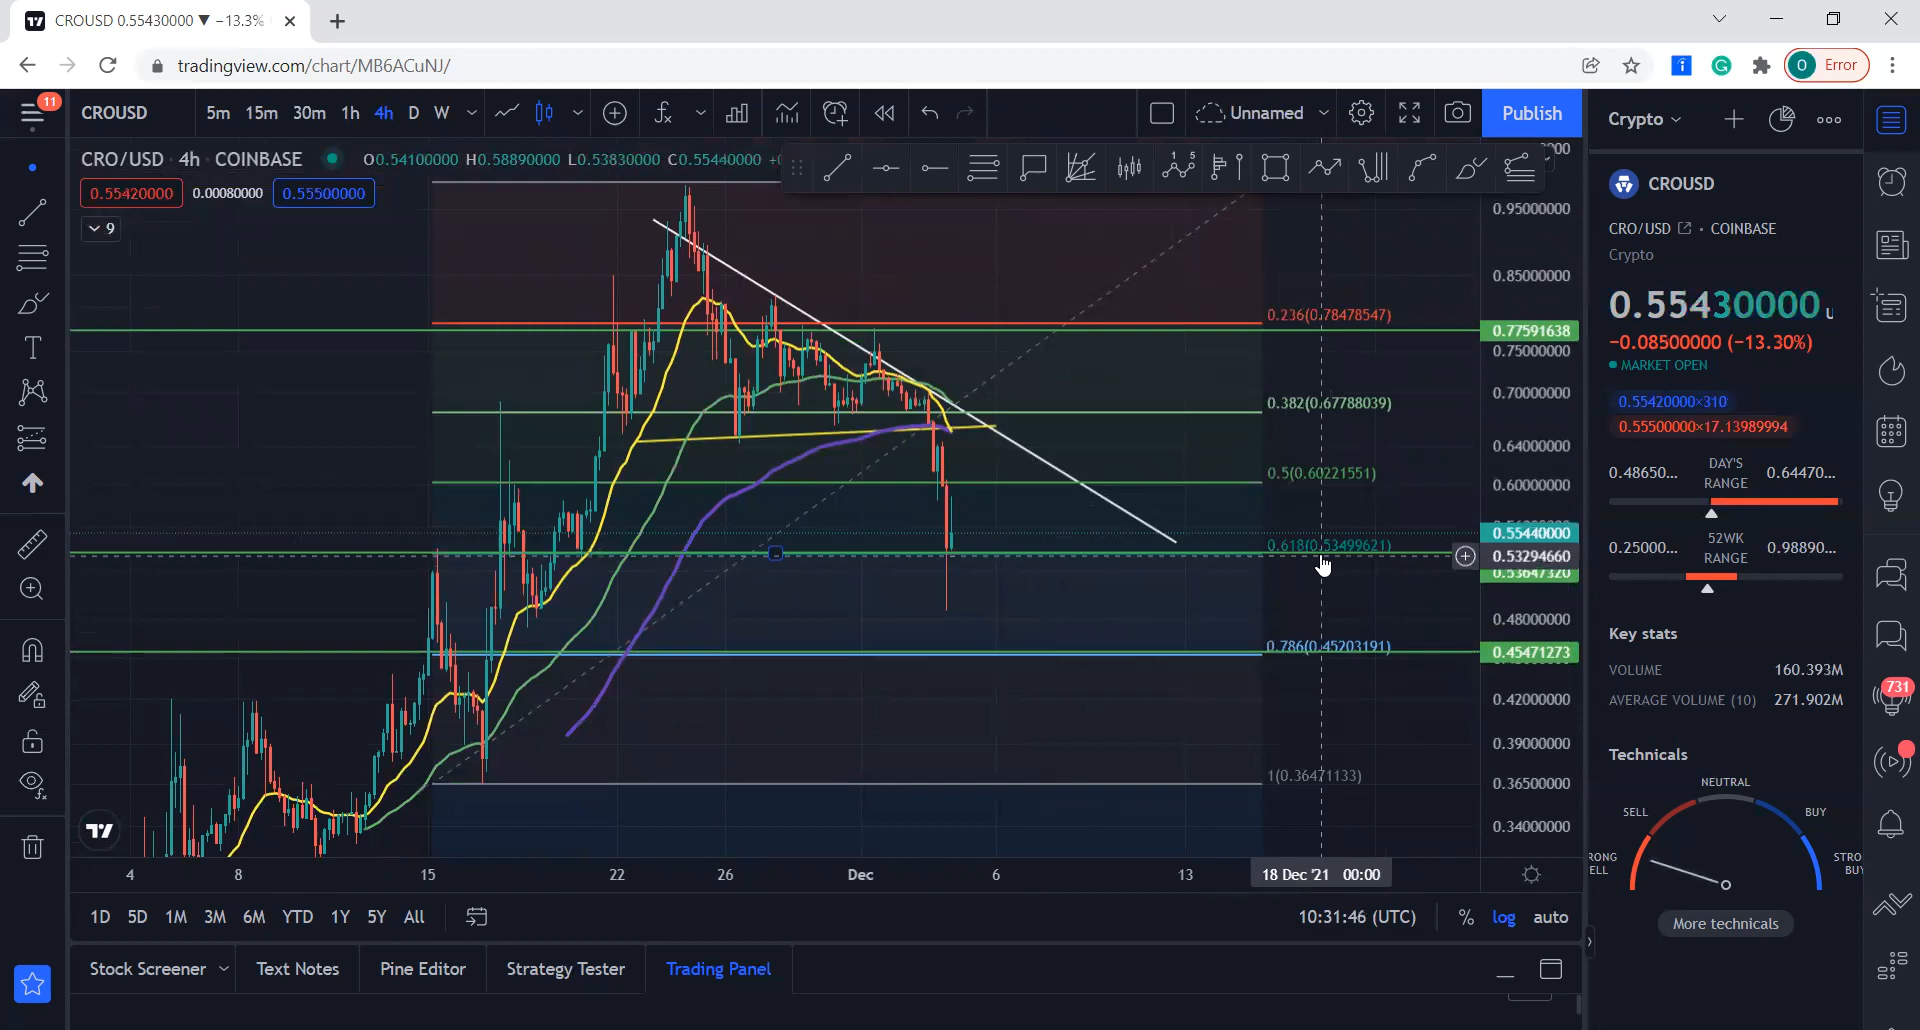 CROUSD 0.55430000 ▼ −13.3%
tradingview.com/chart/MB6ACuNJ/
O Error
11
CROUSD 5m 15m 30m 1h 4h D W
Unnamed
Publish
Crypto
CRO/USD · 4h · COINBASE
O0.54100000 H0.58890000 L0.53830000 C0.55440000
0.55420000 0.00080000 0.55500000
9
1 5
0.236(0.78478547)
0.382(0.67788039)
0.5(0.60221551)
0.618(0.53499621)
0.786(0.45203191)
1(0.36471133)
0.95000000
0.85000000
0.77591638
0.75000000
0.70000000
0.64000000
0.60000000
0.55440000
0.53294660
0.53647320
0.48000000
0.45471273
0.42000000
0.39000000
0.36500000
0.34000000
4 8 15 22 26 Dec 6 13 18 Dec '21 00:00
1D 5D 1M 3M 6M YTD 1Y 5Y All
10:31:46 (UTC) % log auto
Stock Screener Text Notes Pine Editor Strategy Tester Trading Panel
CROUSD
CRO/USD · COINBASE
Crypto
0.55430000
−0.08500000 (−13.30%)
MARKET OPEN
0.55420000×310
0.55500000×17.13989994
0.48650... DAY'S RANGE 0.64470...
0.25000... 52WK RANGE 0.98890...
Key stats
VOLUME 160.393M
AVERAGE VOLUME (10) 271.902M
Technicals
NEUTRAL
SELL BUY
RONG ELL
STRO BUY
More technicals
731